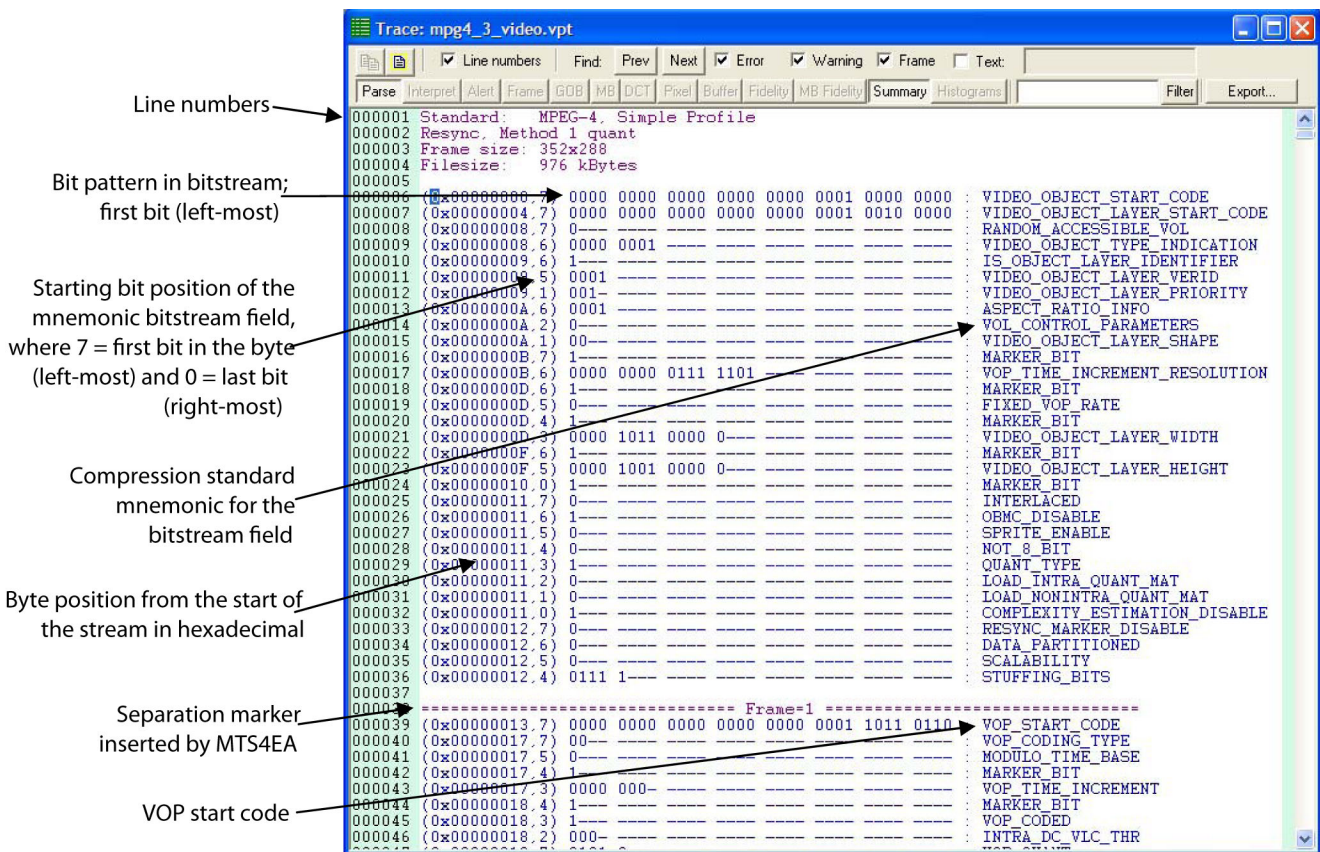 Trace: mpg4_3_video.vpt
Line numbers Find: Prev Next Error Warning Frame Text:
Parse Interpret Alert Frame GOB MB DCT Pixel Buffer Fidelity MB Fidelity Summary Histograms Filter Export...
Line numbers
Bit pattern in bitstream;
first bit (left-most)
Starting bit position of the
mnemonic bitstream field,
where 7 = first bit in the byte
(left-most) and 0 = last bit
(right-most)
Compression standard
mnemonic for the
bitstream field
Byte position from the start of
the stream in hexadecimal
Separation marker
inserted by MTS4EA
VOP start code
000001 Standard: MPEG-4, Simple Profile
000002 Resync, Method 1 quant
000003 Frame size: 352x288
000004 Filesize: 976 kBytes
000005
000006 (0x00000000,7) 0000 0000 0000 0000 0000 0001 0000 0000 : VIDEO_OBJECT_START_CODE
000007 (0x00000004,7) 0000 0000 0000 0000 0000 0001 0010 0000 : VIDEO_OBJECT_LAYER_START_CODE
000008 (0x00000008,7) 0--- ---- ---- ---- ---- ---- ---- ---- : RANDOM_ACCESSIBLE_VOL
000009 (0x00000008,6) 0000 0001 ---- ---- ---- ---- ---- ---- : VIDEO_OBJECT_TYPE_INDICATION
000010 (0x00000009,6) 1--- ---- ---- ---- ---- ---- ---- ---- : IS_OBJECT_LAYER_IDENTIFIER
000011 (0x00000009,5) 0001 ---- ---- ---- ---- ---- ---- ---- : VIDEO_OBJECT_LAYER_VERID
000012 (0x00000009,1) 001- ---- ---- ---- ---- ---- ---- ---- : VIDEO_OBJECT_LAYER_PRIORITY
000013 (0x0000000A,6) 0001 ---- ---- ---- ---- ---- ---- ---- : ASPECT_RATIO_INFO
000014 (0x0000000A,2) 0--- ---- ---- ---- ---- ---- ---- ---- : VOL_CONTROL_PARAMETERS
000015 (0x0000000A,1) 00-- ---- ---- ---- ---- ---- ---- ---- : VIDEO_OBJECT_LAYER_SHAPE
000016 (0x0000000B,7) 1--- ---- ---- ---- ---- ---- ---- ---- : MARKER_BIT
000017 (0x0000000B,6) 0000 0000 0111 1101 ---- ---- ---- ---- : VOP_TIME_INCREMENT_RESOLUTION
000018 (0x0000000D,6) 1--- ---- ---- ---- ---- ---- ---- ---- : MARKER_BIT
000019 (0x0000000D,5) 0--- ---- ---- ---- ---- ---- ---- ---- : FIXED_VOP_RATE
000020 (0x0000000D,4) 1--- ---- ---- ---- ---- ---- ---- ---- : MARKER_BIT
000021 (0x0000000D,3) 0000 1011 0000 0--- ---- ---- ---- ---- : VIDEO_OBJECT_LAYER_WIDTH
000022 (0x0000000F,6) 1--- ---- ---- ---- ---- ---- ---- ---- : MARKER_BIT
000023 (0x0000000F,5) 0000 1001 0000 0--- ---- ---- ---- ---- : VIDEO_OBJECT_LAYER_HEIGHT
000024 (0x00000010,0) 1--- ---- ---- ---- ---- ---- ---- ---- : MARKER_BIT
000025 (0x00000011,7) 0--- ---- ---- ---- ---- ---- ---- ---- : INTERLACED
000026 (0x00000011,6) 1--- ---- ---- ---- ---- ---- ---- ---- : OBMC_DISABLE
000027 (0x00000011,5) 0--- ---- ---- ---- ---- ---- ---- ---- : SPRITE_ENABLE
000028 (0x00000011,4) 0--- ---- ---- ---- ---- ---- ---- ---- : NOT_8_BIT
000029 (0x00000011,3) 1--- ---- ---- ---- ---- ---- ---- ---- : QUANT_TYPE
000030 (0x00000011,2) 0--- ---- ---- ---- ---- ---- ---- ---- : LOAD_INTRA_QUANT_MAT
000031 (0x00000011,1) 0--- ---- ---- ---- ---- ---- ---- ---- : LOAD_NONINTRA_QUANT_MAT
000032 (0x00000011,0) 1--- ---- ---- ---- ---- ---- ---- ---- : COMPLEXITY_ESTIMATION_DISABLE
000033 (0x00000012,7) 0--- ---- ---- ---- ---- ---- ---- ---- : RESYNC_MARKER_DISABLE
000034 (0x00000012,6) 0--- ---- ---- ---- ---- ---- ---- ---- : DATA_PARTITIONED
000035 (0x00000012,5) 0--- ---- ---- ---- ---- ---- ---- ---- : SCALABILITY
000036 (0x00000012,4) 0111 1--- ---- ---- ---- ---- ---- ---- : STUFFING_BITS
000037
000038 ================================ Frame=1 ================================
000039 (0x00000013,7) 0000 0000 0000 0000 0000 0001 1011 0110 : VOP_START_CODE
000040 (0x00000017,7) 00-- ---- ---- ---- ---- ---- ---- ---- : VOP_CODING_TYPE
000041 (0x00000017,5) 0--- ---- ---- ---- ---- ---- ---- ---- : MODULO_TIME_BASE
000042 (0x00000017,4) 1--- ---- ---- ---- ---- ---- ---- ---- : MARKER_BIT
000043 (0x00000017,3) 0000 000- ---- ---- ---- ---- ---- ---- : VOP_TIME_INCREMENT
000044 (0x00000018,4) 1--- ---- ---- ---- ---- ---- ---- ---- : MARKER_BIT
000045 (0x00000018,3) 1--- ---- ---- ---- ---- ---- ---- ---- : VOP_CODED
000046 (0x00000018,2) 000- ---- ---- ---- ---- ---- ---- ---- : INTRA_DC_VLC_THR